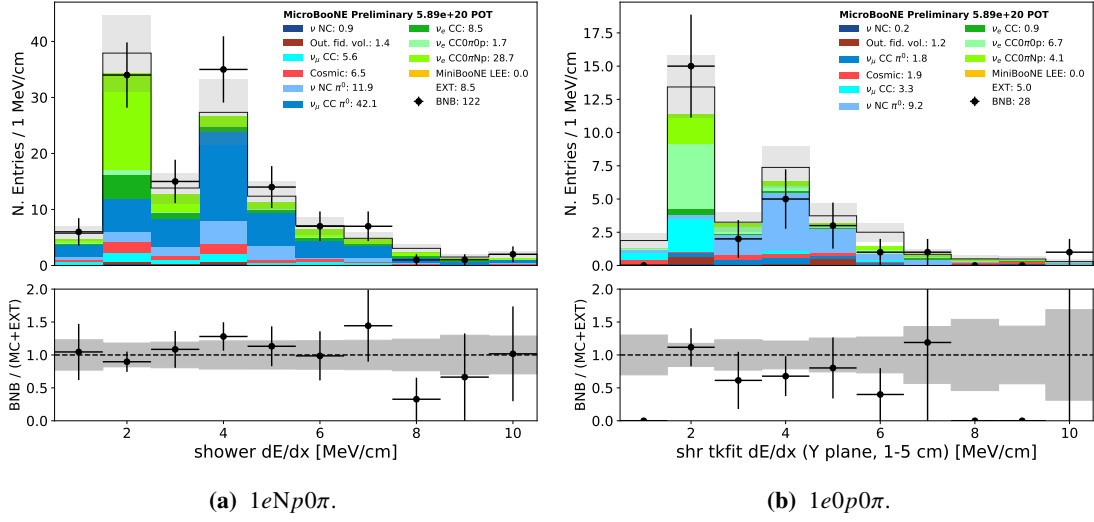 MicroBooNE Preliminary 5.89e+20 POT
ν NC: 0.9
Out. fid. vol.: 1.4
ν_μ CC: 5.6
Cosmic: 6.5
ν NC π⁰: 11.9
ν_μ CC π⁰: 42.1
ν_e CC: 8.5
ν_e CC0π0p: 1.7
ν_e CC0πNp: 28.7
MiniBooNE LEE: 0.0
EXT: 8.5
BNB: 122
N. Entries / 1 MeV/cm
40
30
20
10
0
BNB / (MC+EXT)
2.0
1.5
1.0
0.5
0.0
2 4 6 8 10
shower dE/dx [MeV/cm]
(a) 1eNp0π.
MicroBooNE Preliminary 5.89e+20 POT
ν NC: 0.2
Out. fid. vol.: 1.2
ν_μ CC π⁰: 1.8
Cosmic: 1.9
ν_μ CC: 3.3
ν NC π⁰: 9.2
ν_e CC: 0.9
ν_e CC0π0p: 6.7
ν_e CC0πNp: 4.1
MiniBooNE LEE: 0.0
EXT: 5.0
BNB: 28
N. Entries / 1 MeV/cm
17.5
15.0
12.5
10.0
7.5
5.0
2.5
0.0
BNB / (MC+EXT)
2.0
1.5
1.0
0.5
0.0
2 4 6 8 10
shr tkfit dE/dx (Y plane, 1-5 cm) [MeV/cm]
(b) 1e0p0π.